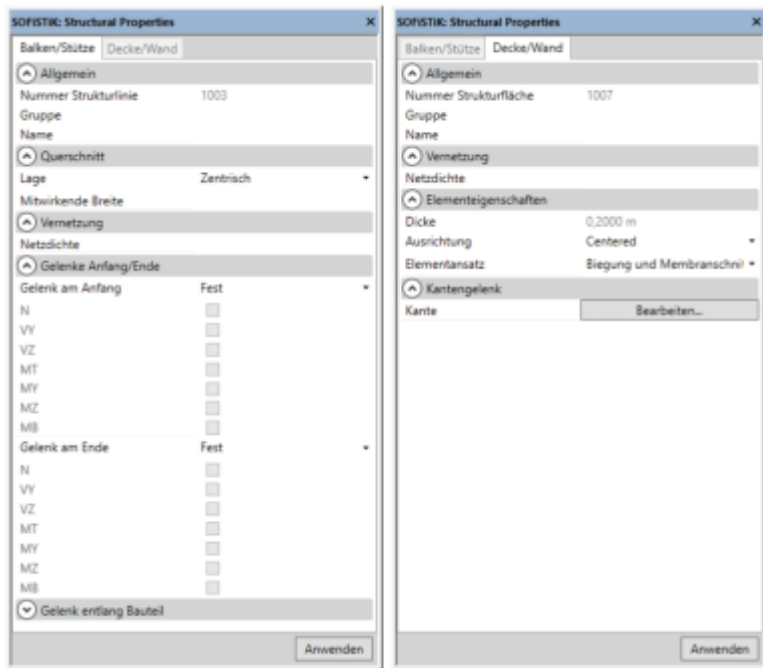 SOFiSTiK: Structural Properties
Balken/Stütze Decke/Wand
Allgemein
Nummer Strukturlinie 1003
Gruppe
Name
Querschnitt
Lage Zentrisch
Mitwirkende Breite
Vernetzung
Netzdichte
Gelenke Anfang/Ende
Gelenk am Anfang Fest
N
VY
VZ
MT
MY
MZ
MB
Gelenk am Ende Fest
N
VY
VZ
MT
MY
MZ
MB
Gelenk entlang Bauteil
Anwenden
SOFiSTiK: Structural Properties
Balken/Stütze Decke/Wand
Allgemein
Nummer Strukturfläche 1007
Gruppe
Name
Vernetzung
Netzdichte
Elementeigenschaften
Dicke 0,2000 m
Ausrichtung Centered
Elementansatz Biegung und Membranschnit
Kantengelenk
Kante Bearbeiten...
Anwenden